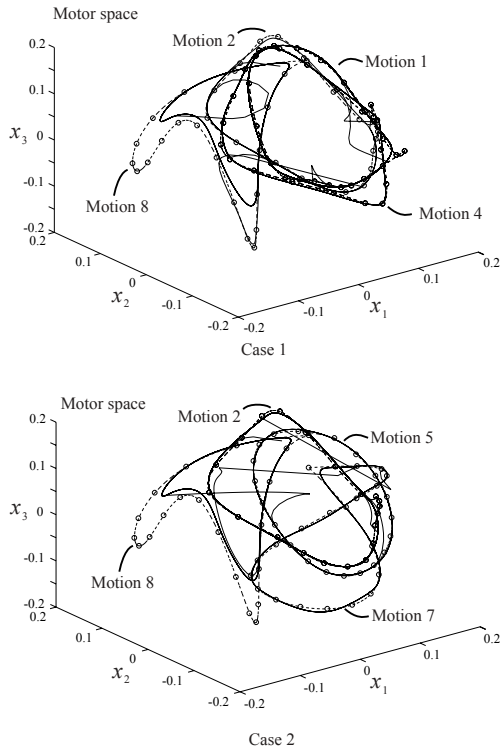 Motor space
Motion 2
Motion 1
0.2
0.1
x3
0
-0.1
-0.2
Motion 8
Motion 4
0.2
0.1
0
x2
-0.1
-0.2
-0.2
-0.1
0
x1
0.1
0.2
Case 1
Motor space
Motion 2
Motion 5
0.2
0.1
x3
0
-0.1
-0.2
Motion 8
Motion 7
0.2
0.1
0
x2
-0.1
-0.2
-0.2
-0.1
0
x1
0.1
0.2
Case 2